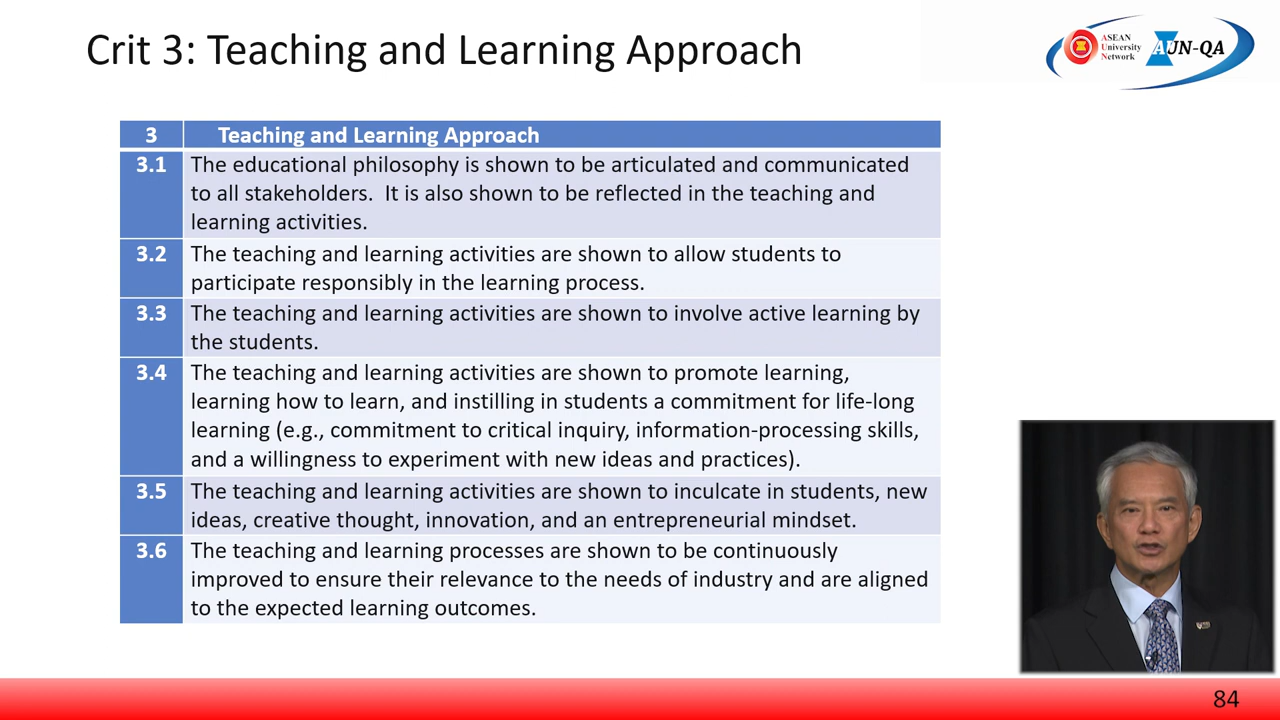 Crit 3: Teaching and Learning Approach
ASEAN
University
Network
AUN-QA
3 Teaching and Learning Approach
3.1 The educational philosophy is shown to be articulated and communicated
to all stakeholders. It is also shown to be reflected in the teaching and
learning activities.
3.2 The teaching and learning activities are shown to allow students to
participate responsibly in the learning process.
3.3 The teaching and learning activities are shown to involve active learning by
the students.
3.4 The teaching and learning activities are shown to promote learning,
learning how to learn, and instilling in students a commitment for life-long
learning (e.g., commitment to critical inquiry, information-processing skills,
and a willingness to experiment with new ideas and practices).
3.5 The teaching and learning activities are shown to inculcate in students, new
ideas, creative thought, innovation, and an entrepreneurial mindset.
3.6 The teaching and learning processes are shown to be continuously
improved to ensure their relevance to the needs of industry and are aligned
to the expected learning outcomes.
84